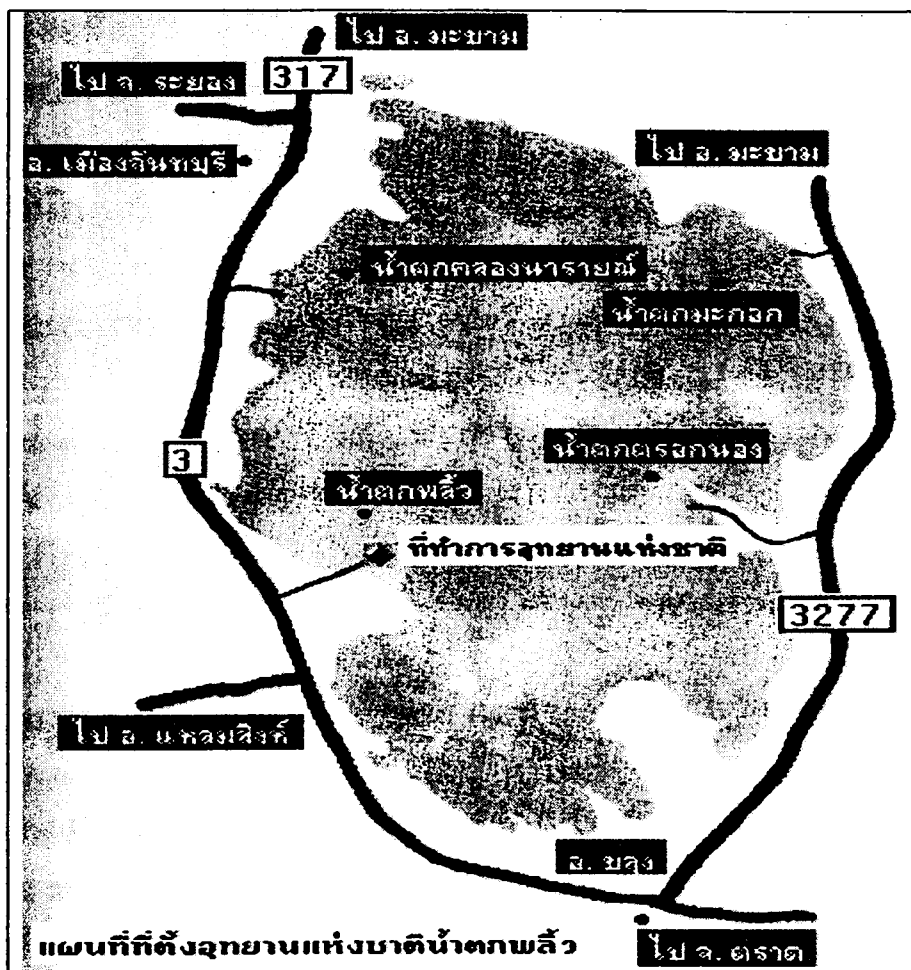 ไป อ. มะขาม
ไป จ. ระยอง
317
อ. เมืองจันทบุรี
ไป อ. มะขาม
น้ำตกคลองนารายณ์
น้ำตกมะกอก
3
น้ำตกตรอกนอง
น้ำตกพลิ้ว
ที่ทำการอุทยานแห่งชาติ
3277
ไป อ. แหลมสิงห์
อ. ขลุง
แผนที่ที่ตั้งอุทยานแห่งชาติน้ำตกพลิ้ว
ไป จ. ตราด